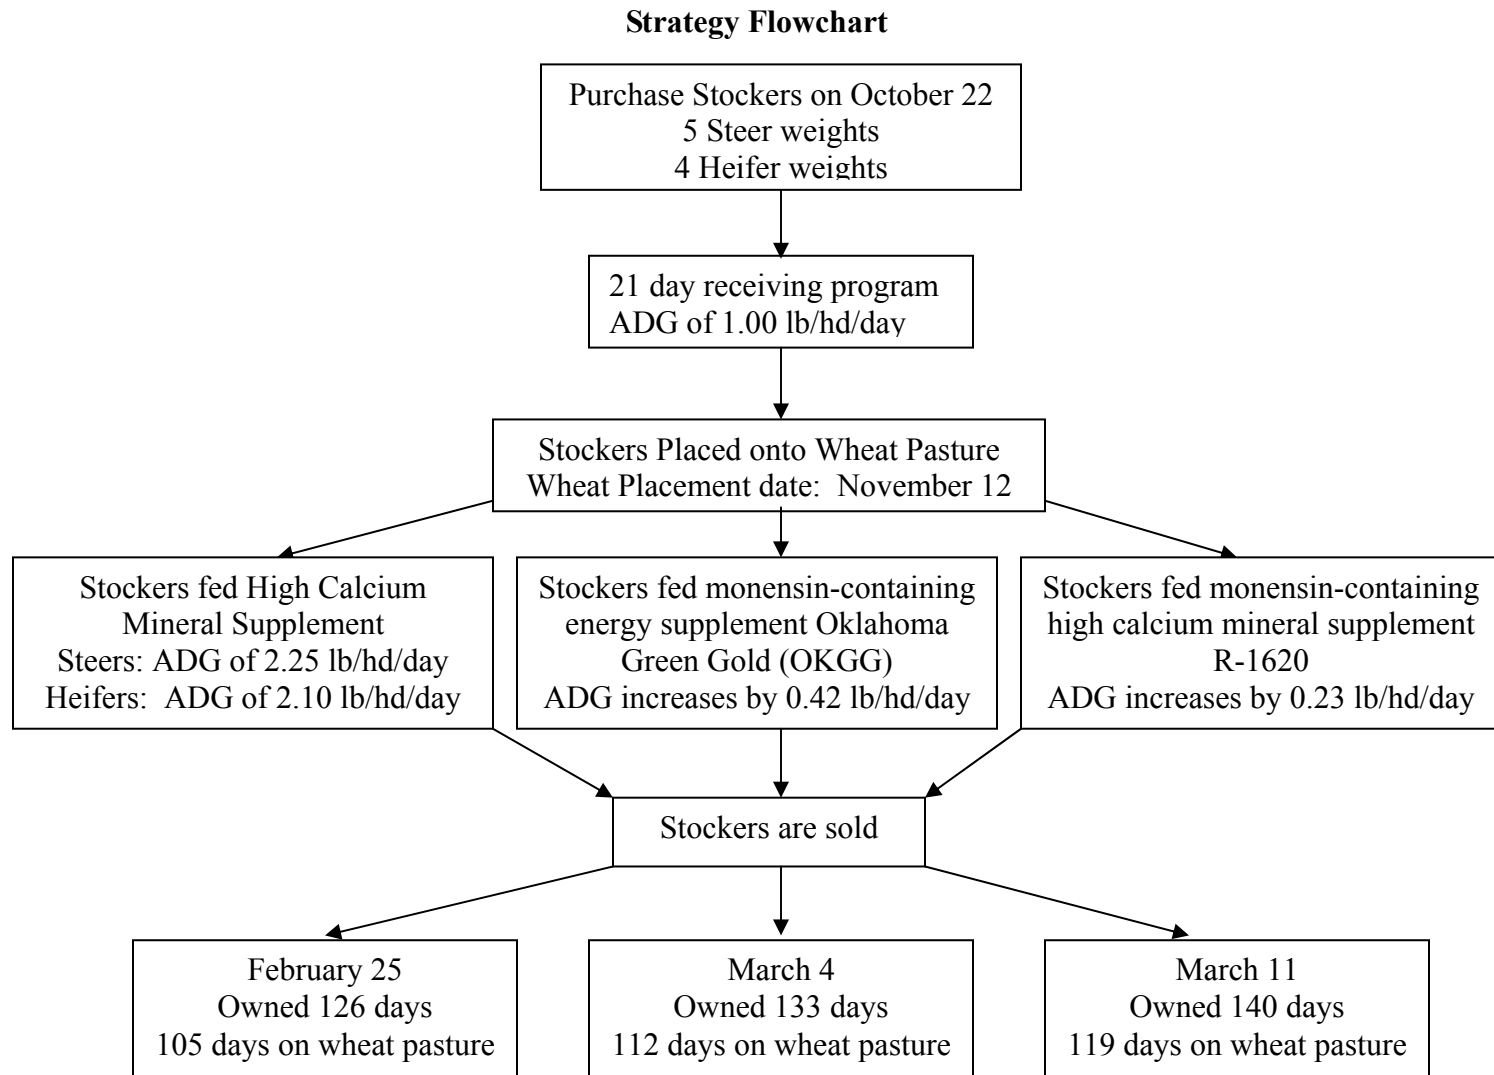 Strategy Flowchart
Purchase Stockers on October 22
5 Steer weights
4 Heifer weights
21 day receiving program
ADG of 1.00 lb/hd/day
Stockers Placed onto Wheat Pasture
Wheat Placement date:  November 12
Stockers fed High Calcium
Mineral Supplement
Steers: ADG of 2.25 lb/hd/day
Heifers:  ADG of 2.10 lb/hd/day
Stockers fed monensin-containing
energy supplement Oklahoma
Green Gold (OKGG)
ADG increases by 0.42 lb/hd/day
Stockers fed monensin-containing
high calcium mineral supplement
R-1620
ADG increases by 0.23 lb/hd/day
Stockers are sold
February 25
Owned 126 days
105 days on wheat pasture
March 4
Owned 133 days
112 days on wheat pasture
March 11
Owned 140 days
119 days on wheat pasture